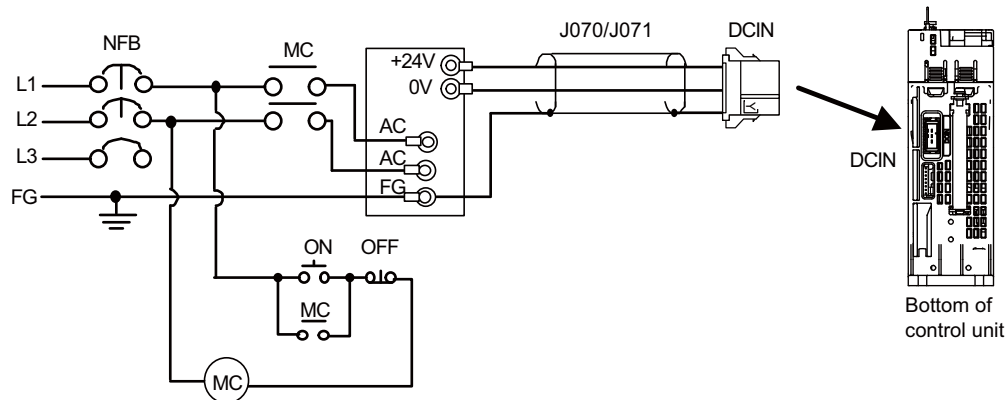 J070/J071
DCIN
NFB
MC
+24V
0V
L1
L2
L3
FG
AC
AC
FG
Y
DCIN
ON
OFF
MC
MC
Bottom of
control unit